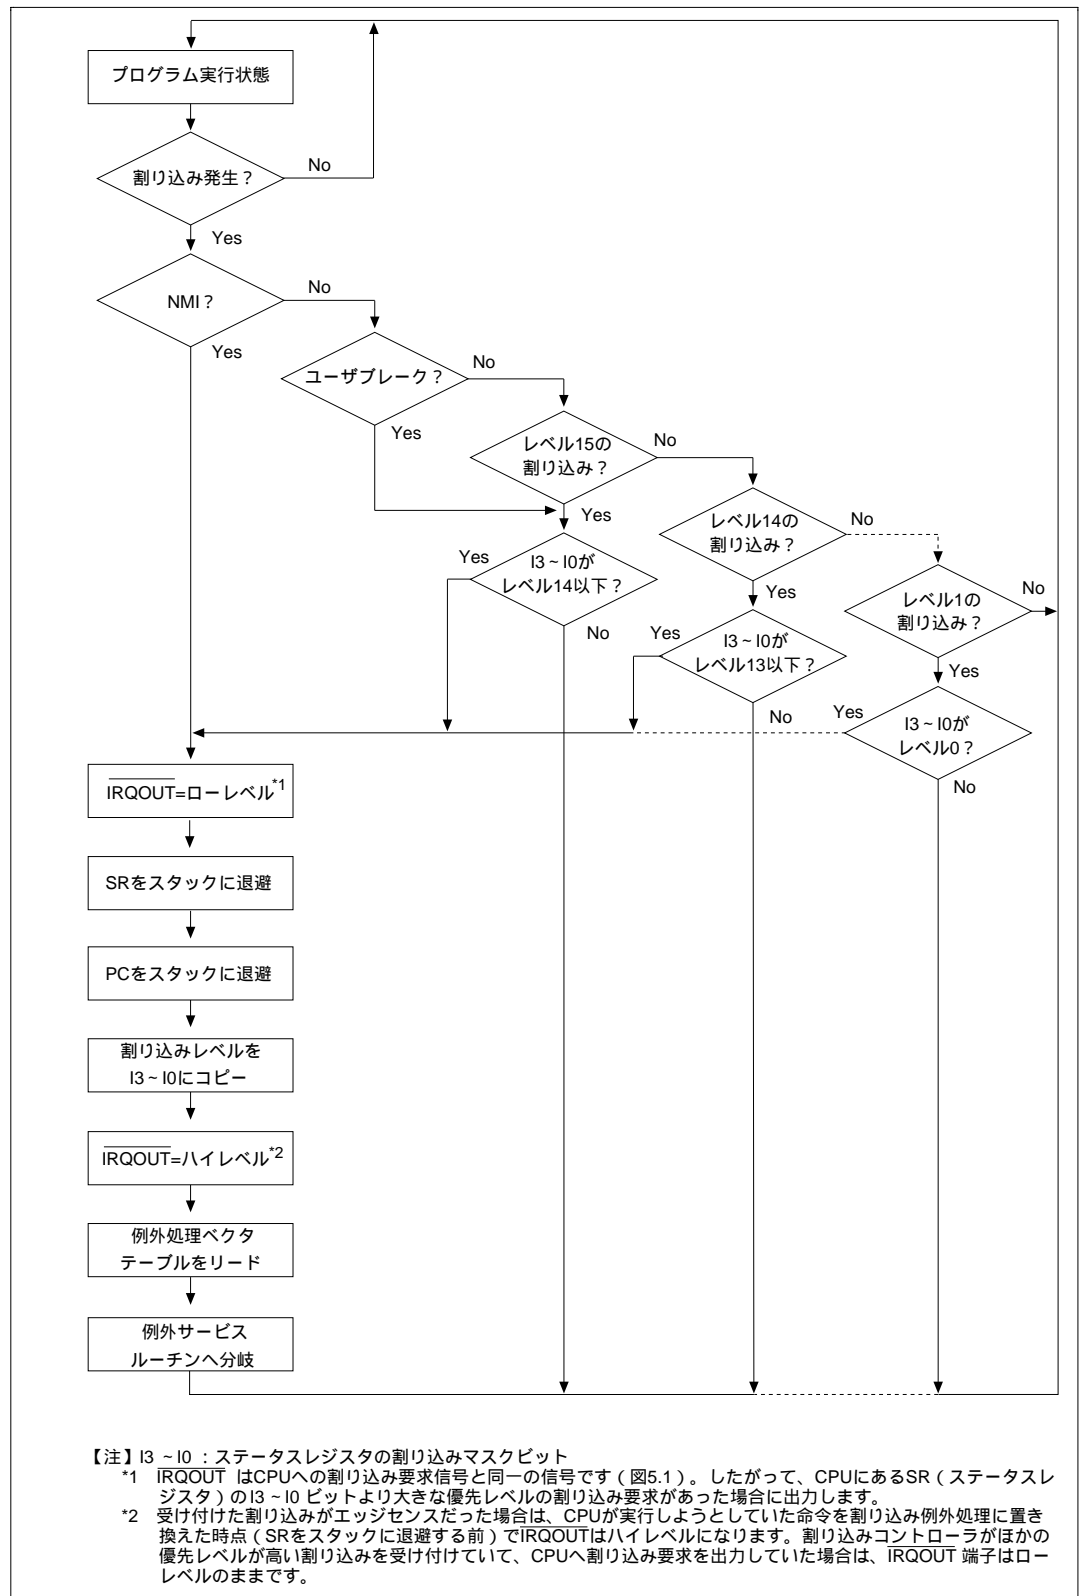 プログラム実行状態
割り込み発生？
No
Yes
NMI？
No
Yes
ユーザブレーク？
No
Yes
レベル15の
割り込み？
No
Yes
レベル14の
割り込み？
No
Yes
I3～I0が
レベル14以下？
Yes
No
レベル1の
割り込み？
No
Yes
I3～I0が
レベル13以下？
Yes
No
I3～I0が
レベル0？
Yes
No
IRQOUT=ローレベル*1
SRをスタックに退避
PCをスタックに退避
割り込みレベルを
I3～I0にコピー
IRQOUT=ハイレベル*2
例外処理ベクタ
テーブルをリード
例外サービス
ルーチンへ分岐
【注】I3 ～I0 ：ステータスレジスタの割り込みマスクビット
*1 IRQOUT はCPUへの割り込み要求信号と同一の信号です（図5.1）。したがって、CPUにあるSR（ステータスレ
ジスタ）のI3～I0 ビットより大きな優先レベルの割り込み要求があった場合に出力します。
*2 受け付けた割り込みがエッジセンスだった場合は、CPUが実行しようとしていた命令を割り込み例外処理に置き
換えた時点（SRをスタックに退避する前）でIRQOUTはハイレベルになります。割り込みコントローラがほかの
優先レベルが高い割り込みを受け付けていて、CPUへ割り込み要求を出力していた場合は、IRQOUT 端子はロー
レベルのままです。